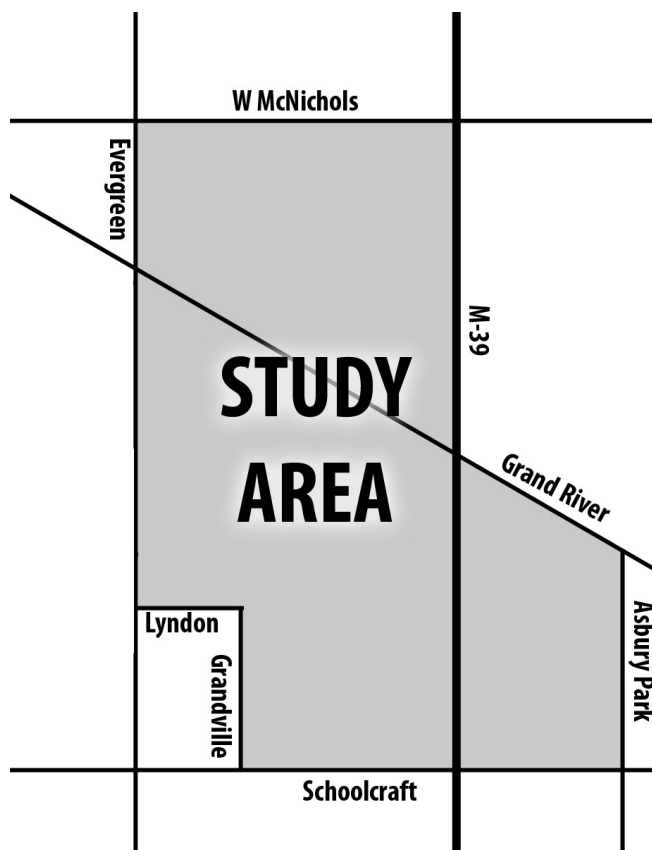 W McNichols
Evergreen
M-39
STUDY
AREA
Grand River
Lyndon
Grandville
Asbury Park
Schoolcraft